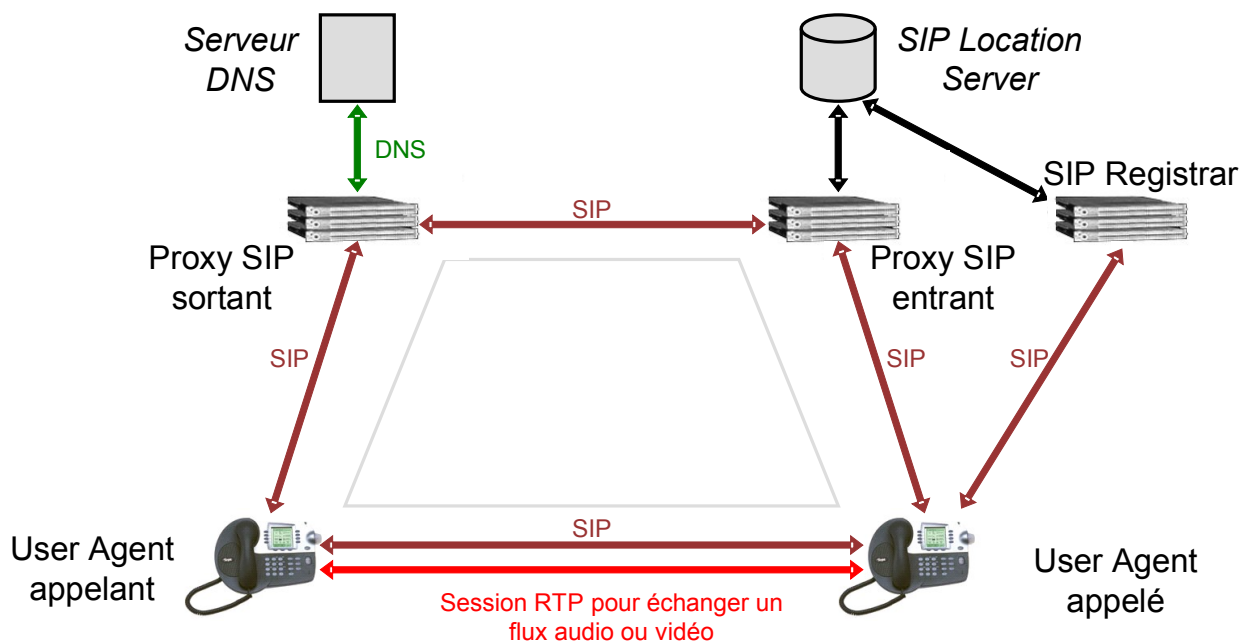 Serveur
DNS
SIP Location
Server
DNS
SIP Registrar
SIP
Proxy SIP
sortant
Proxy SIP
entrant
SIP
SIP
SIP
SIP
User Agent
appelant
User Agent
appelé
Session RTP pour échanger un
flux audio ou vidéo